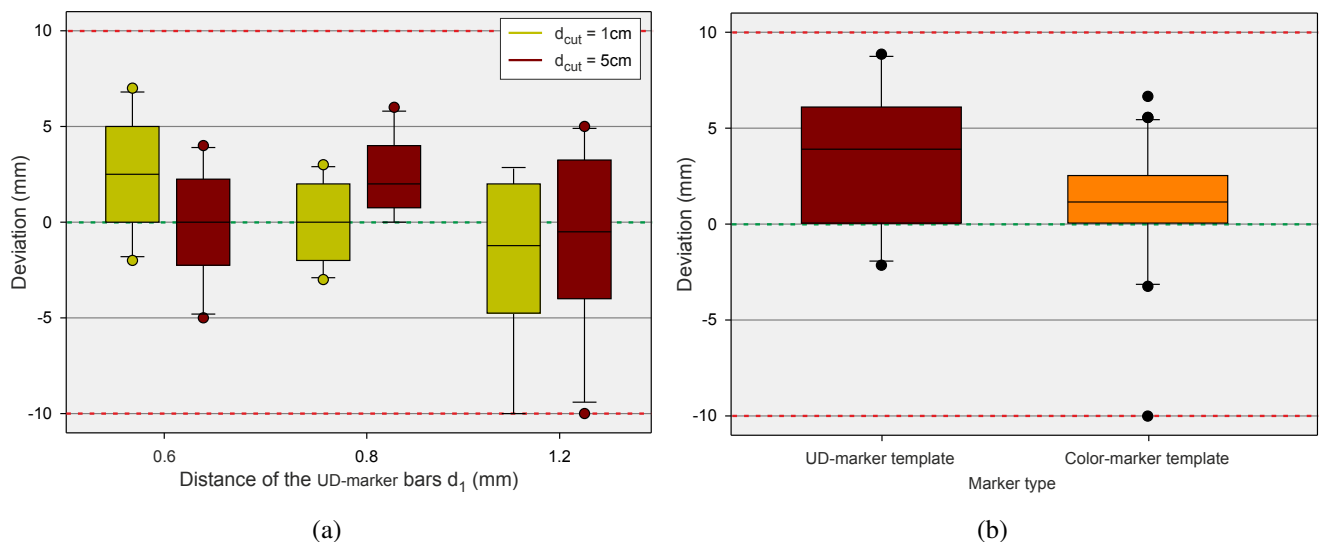 d_cut = 1cm
d_cut = 5cm
10
5
0
-5
-10
Deviation (mm)
0.6
0.8
1.2
Distance of the UD-marker bars d_1 (mm)
(a)
10
5
0
-5
-10
Deviation (mm)
UD-marker template
Color-marker template
Marker type
(b)